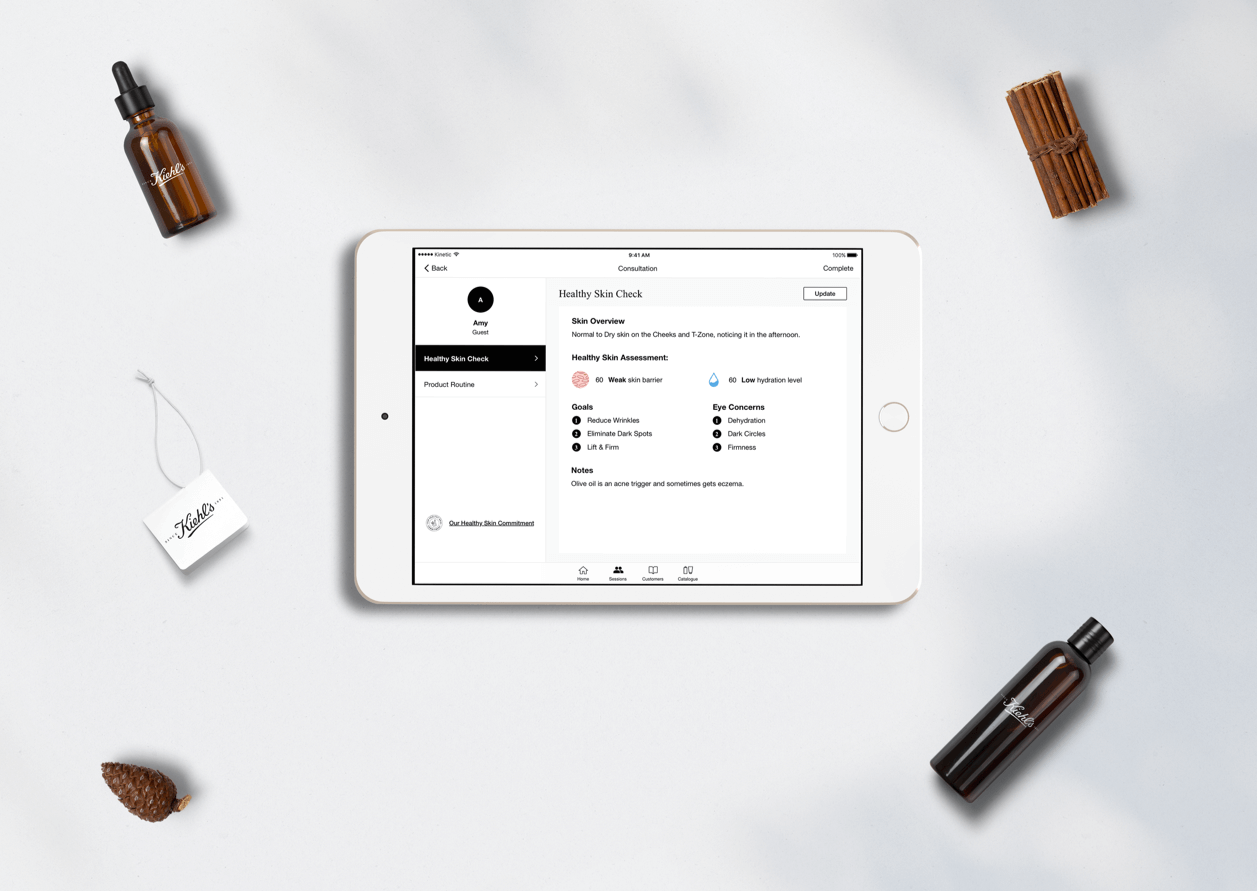 Kiehl's
Kinetic
9:41 AM
100%
Back
Consultation
Complete
A
Amy
Guest
Healthy Skin Check
Product Routine
Our Healthy Skin Commitment
Healthy Skin Check
Update
Skin Overview
Normal to Dry skin on the Cheeks and T-Zone, noticing it in the afternoon.
Healthy Skin Assessment:
60 Weak skin barrier
60 Low hydration level
Goals
1 Reduce Wrinkles
2 Eliminate Dark Spots
3 Lift & Firm
Eye Concerns
1 Dehydration
2 Dark Circles
3 Firmness
Notes
Olive oil is an acne trigger and sometimes gets eczema.
Home
Sessions
Customers
Catalogue
Kiehl's
Kiehl's